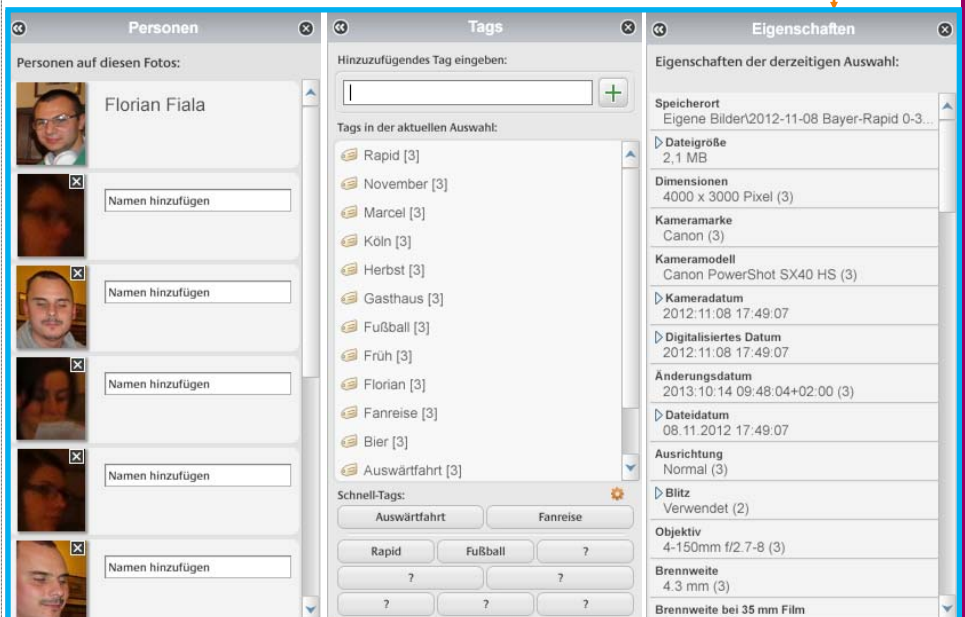 Personen
Personen auf diesen Fotos:
Florian Fiala
Namen hinzufügen
Namen hinzufügen
Namen hinzufügen
Namen hinzufügen
Namen hinzufügen
Tags
Hinzuzufügendes Tag eingeben:
Tags in der aktuellen Auswahl:
Rapid [3]
November [3]
Marcel [3]
Köln [3]
Herbst [3]
Gasthaus [3]
Fußball [3]
Früh [3]
Florian [3]
Fanreise [3]
Bier [3]
Auswärtfahrt [3]
Schnell-Tags:
Auswärtfahrt Fanreise
Rapid Fußball ?
? ?
? ? ?
Eigenschaften
Eigenschaften der derzeitigen Auswahl:
Speicherort
Eigene Bilder\2012-11-08 Bayer-Rapid 0-3...
Dateigröße
2,1 MB
Dimensionen
4000 x 3000 Pixel (3)
Kameramarke
Canon (3)
Kameramodell
Canon PowerShot SX40 HS (3)
Kameradatum
2012:11:08 17:49:07
Digitalisiertes Datum
2012:11:08 17:49:07
Änderungsdatum
2013:10:14 09:48:04+02:00 (3)
Dateidatum
08.11.2012 17:49:07
Ausrichtung
Normal (3)
Blitz
Verwendet (2)
Objektiv
4-150mm f/2.7-8 (3)
Brennweite
4.3 mm (3)
Brennweite bei 35 mm Film